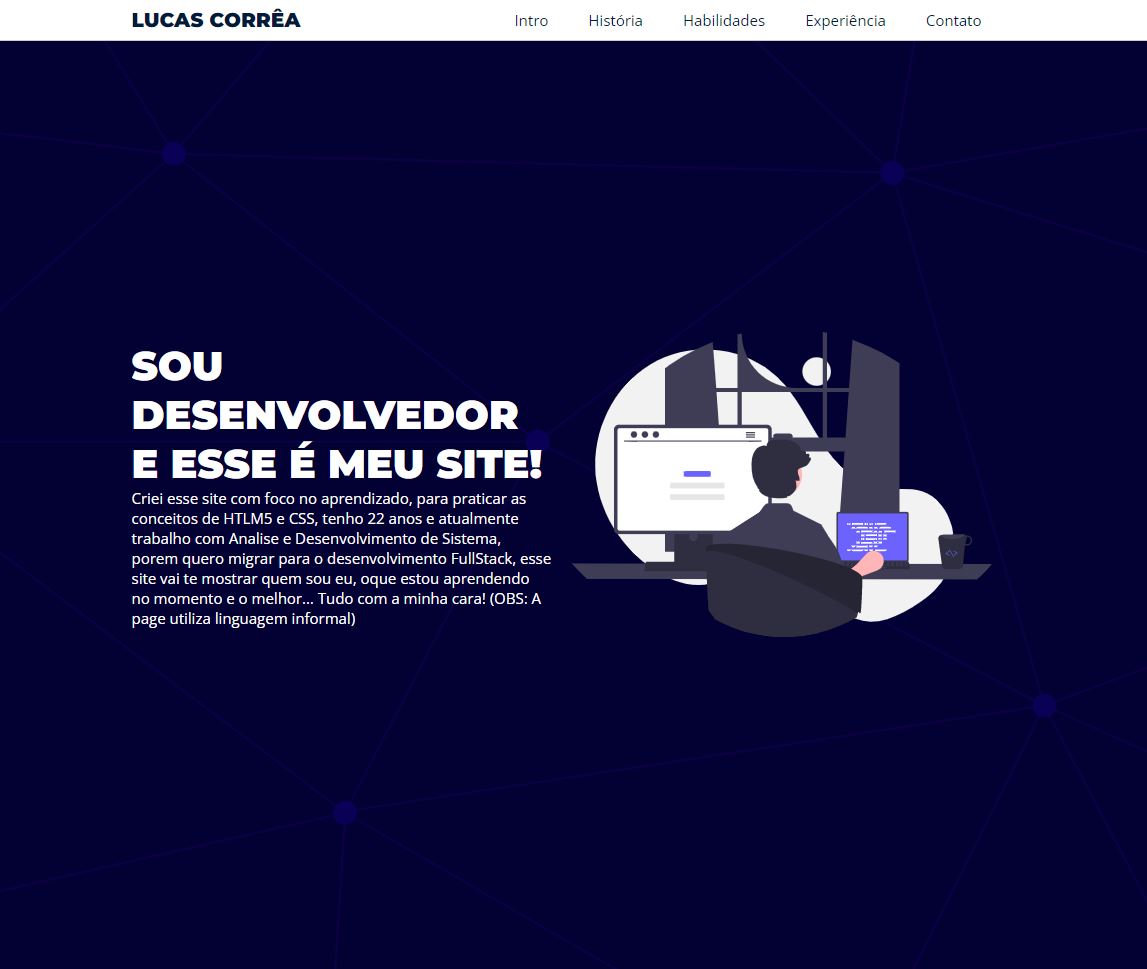 LUCAS CORRÊA
Intro História Habilidades Experiência Contato
SOU
DESENVOLVEDOR
E ESSE É MEU SITE!
Criei esse site com foco no aprendizado, para praticar as
conceitos de HTLM5 e CSS, tenho 22 anos e atualmente
trabalho com Analise e Desenvolvimento de Sistema,
porem quero migrar para o desenvolvimento FullStack, esse
site vai te mostrar quem sou eu, oque estou aprendendo
no momento e o melhor... Tudo com a minha cara! (OBS: A
page utiliza linguagem informal)